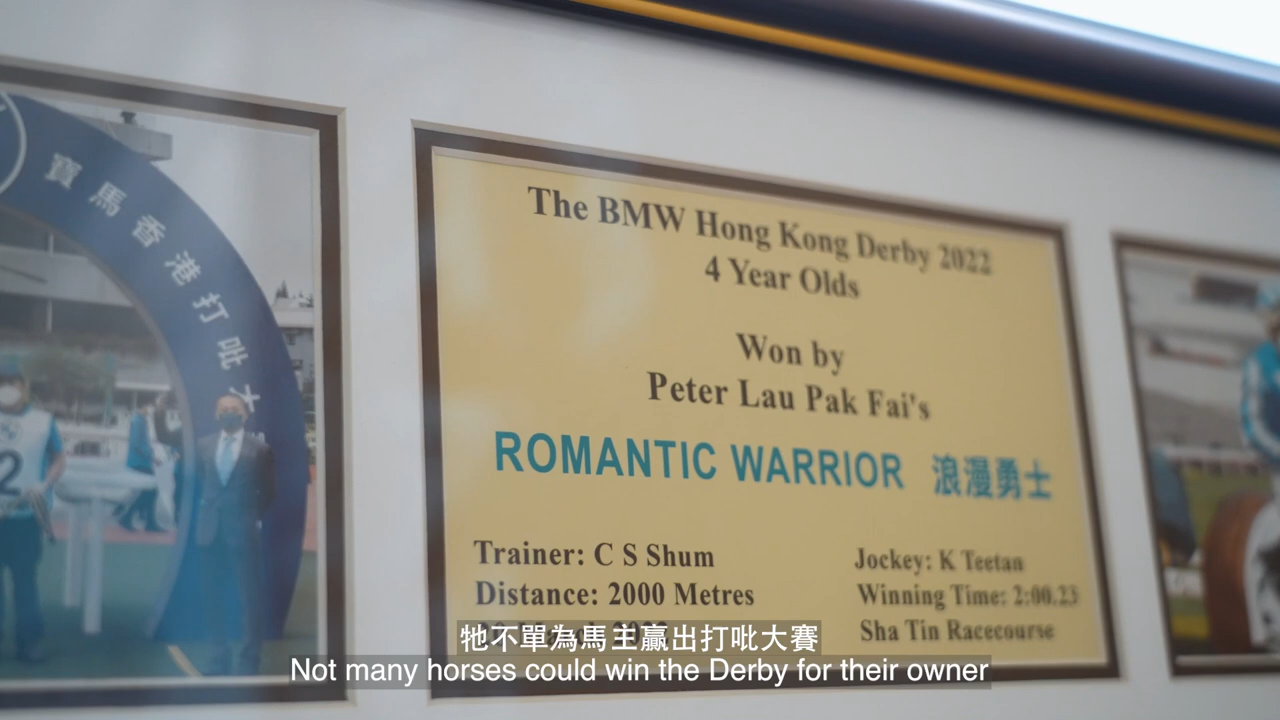 寶馬香港打吡大
The BMW Hong Kong Derby 2022
4 Year Olds
Won by
Peter Lau Pak Fai's
ROMANTIC WARRIOR 浪漫勇士
Trainer: C S Shum
Jockey: K Teetan
Distance: 2000 Metres
Winning Time: 2:00.23
Sha Tin Racecourse
2
牠不單為馬主贏出打吡大賽
Not many horses could win the Derby for their owner